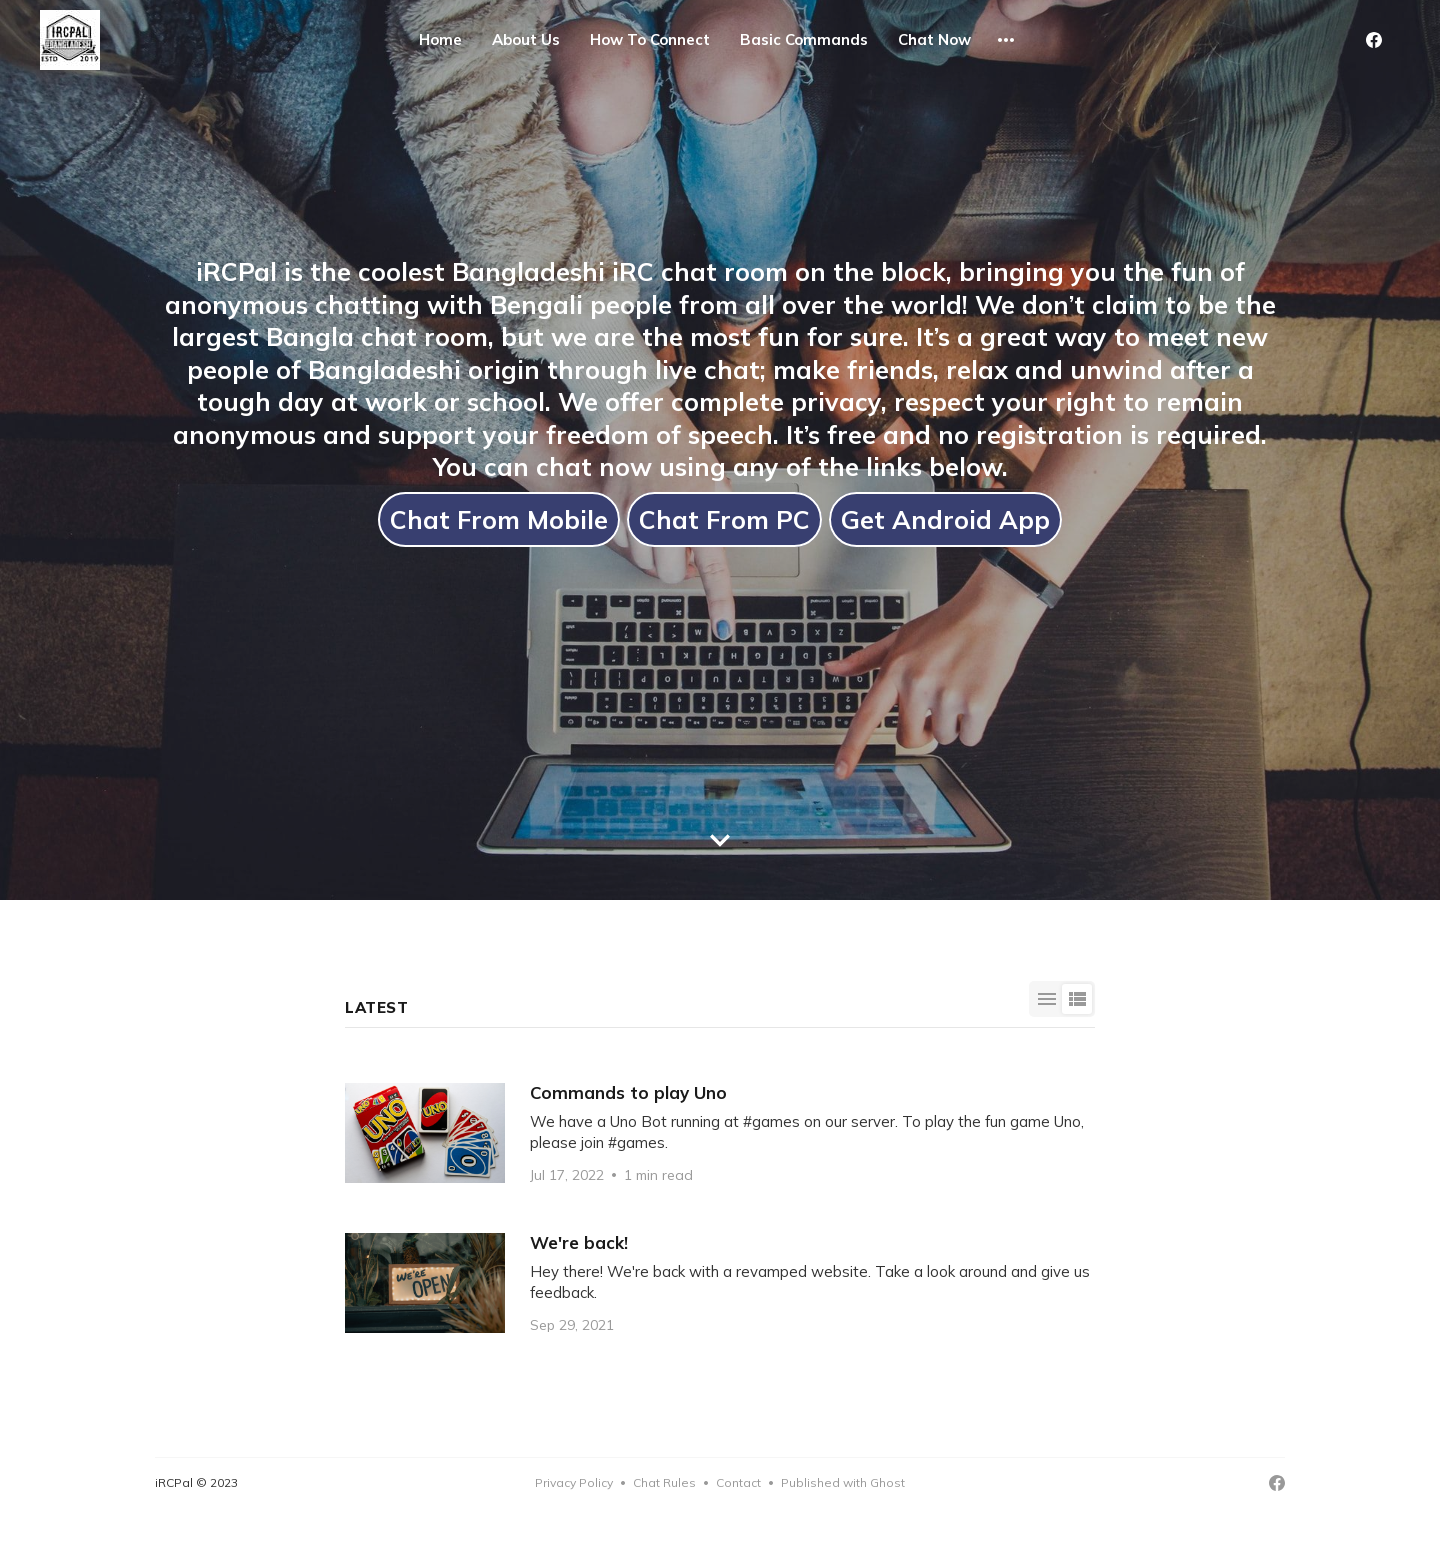 IRCPAL
#BANGLADESH
ESTD 2019
Home About Us How To Connect Basic Commands Chat Now
iRCPal is the coolest Bangladeshi iRC chat room on the block, bringing you the fun of
anonymous chatting with Bengali people from all over the world! We don’t claim to be the
largest Bangla chat room, but we are the most fun for sure. It’s a great way to meet new
people of Bangladeshi origin through live chat; make friends, relax and unwind after a
tough day at work or school. We offer complete privacy, respect your right to remain
anonymous and support your freedom of speech. It’s free and no registration is required.
You can chat now using any of the links below.
Chat From Mobile Chat From PC Get Android App
LATEST
UNO
UNO
Commands to play Uno
We have a Uno Bot running at #games on our server. To play the fun game Uno,
please join #games.
Jul 17, 2022 • 1 min read
WE'RE
OPEN
We're back!
Hey there! We're back with a revamped website. Take a look around and give us
feedback.
Sep 29, 2021
iRCPal © 2023
Privacy Policy • Chat Rules • Contact • Published with Ghost